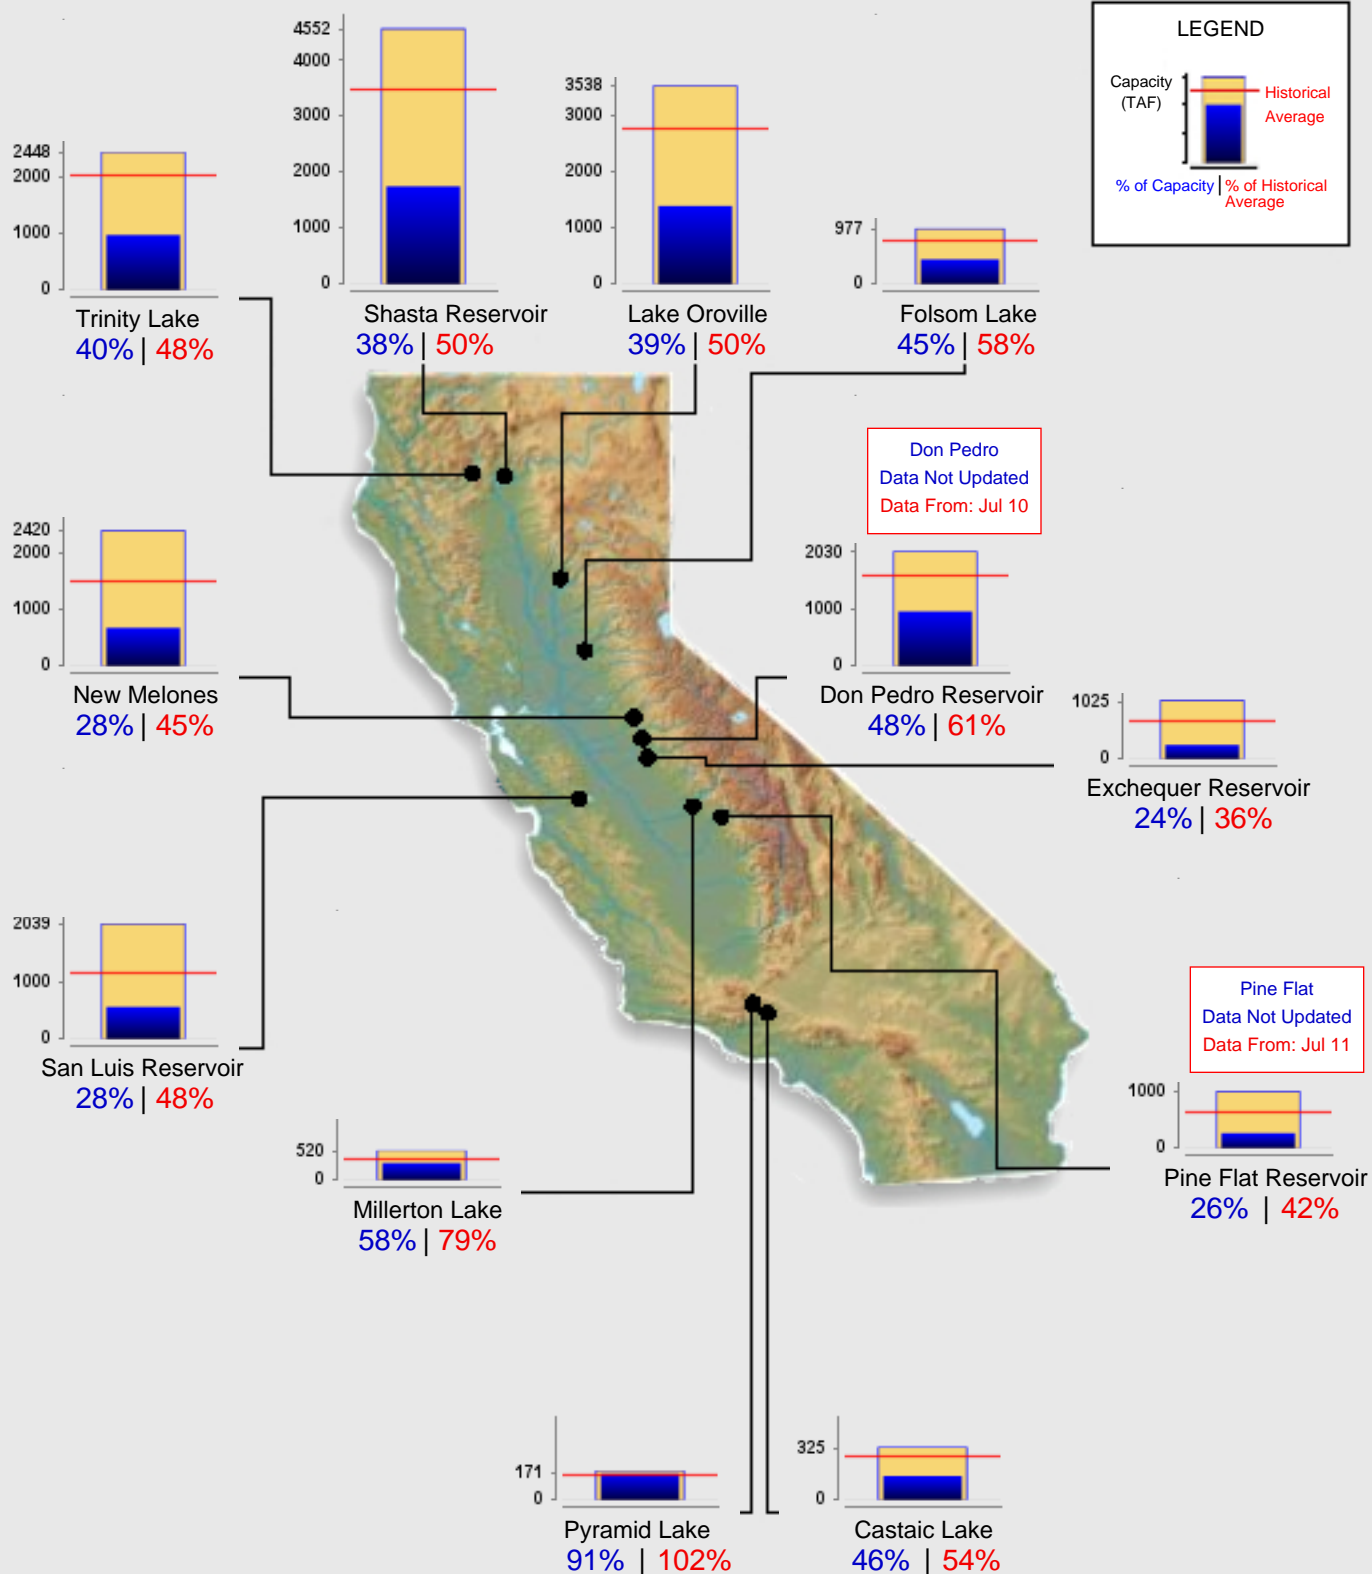 LEGEND
Capacity
(TAF)
Historical
Average
% of Capacity | % of Historical
Average
4552
4000
3000
2000
1000
0
Shasta Reservoir
38% | 50%
3538
3000
2000
1000
0
Lake Oroville
39% | 50%
2448
2000
1000
0
Trinity Lake
40% | 48%
977
0
Folsom Lake
45% | 58%
Don Pedro
Data Not Updated
Data From: Jul 10
2030
1000
0
Don Pedro Reservoir
48% | 61%
2420
2000
1000
0
New Melones
28% | 45%
1025
0
Exchequer Reservoir
24% | 36%
2039
1000
0
San Luis Reservoir
28% | 48%
Pine Flat
Data Not Updated
Data From: Jul 11
1000
0
Pine Flat Reservoir
26% | 42%
520
0
Millerton Lake
58% | 79%
171
0
Pyramid Lake
91% | 102%
325
0
Castaic Lake
46% | 54%